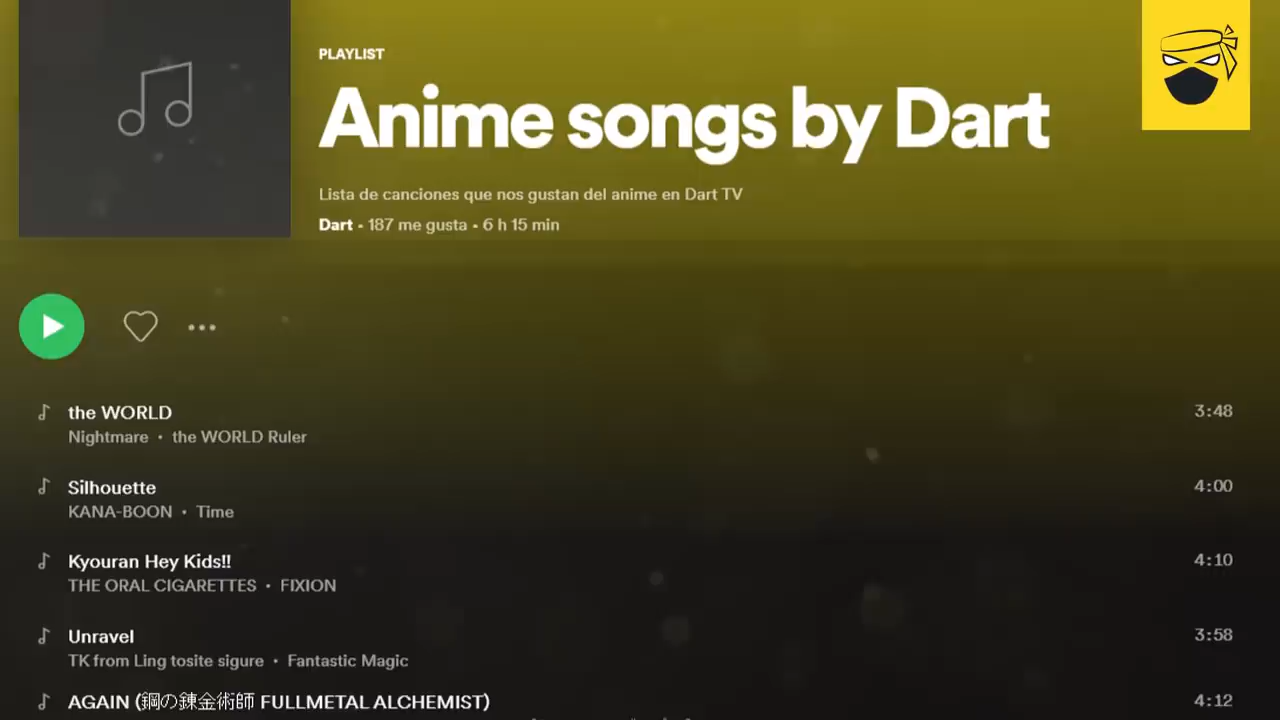 PLAYLIST
Anime songs by Dart
Lista de canciones que nos gustan del anime en Dart TV
Dart • 187 me gusta • 6 h 15 min
the WORLD 3:48
Nightmare • the WORLD Ruler
Silhouette 4:00
KANA-BOON • Time
Kyouran Hey Kids!! 4:10
THE ORAL CIGARETTES • FIXION
Unravel 3:58
TK from Ling tosite sigure • Fantastic Magic
AGAIN (鋼の錬金術師 FULLMETAL ALCHEMIST) 4:12